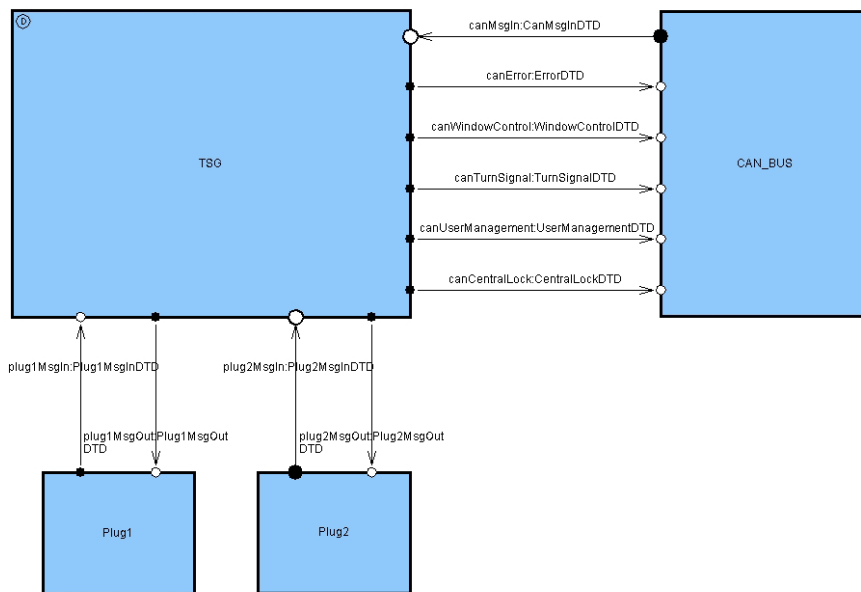 D
canMsgIn:CanMsgInDTD
canError:ErrorDTD
canWindowControl:WindowControlDTD
TSG
CAN_BUS
canTurnSignal:TurnSignalDTD
canUserManagement:UserManagementDTD
canCentralLock:CentralLockDTD
plug1MsgIn:Plug1MsgInDTD
plug2MsgIn:Plug2MsgInDTD
plug1MsgOut:Plug1MsgOut
DTD
plug2MsgOut:Plug2MsgOut
DTD
Plug1
Plug2